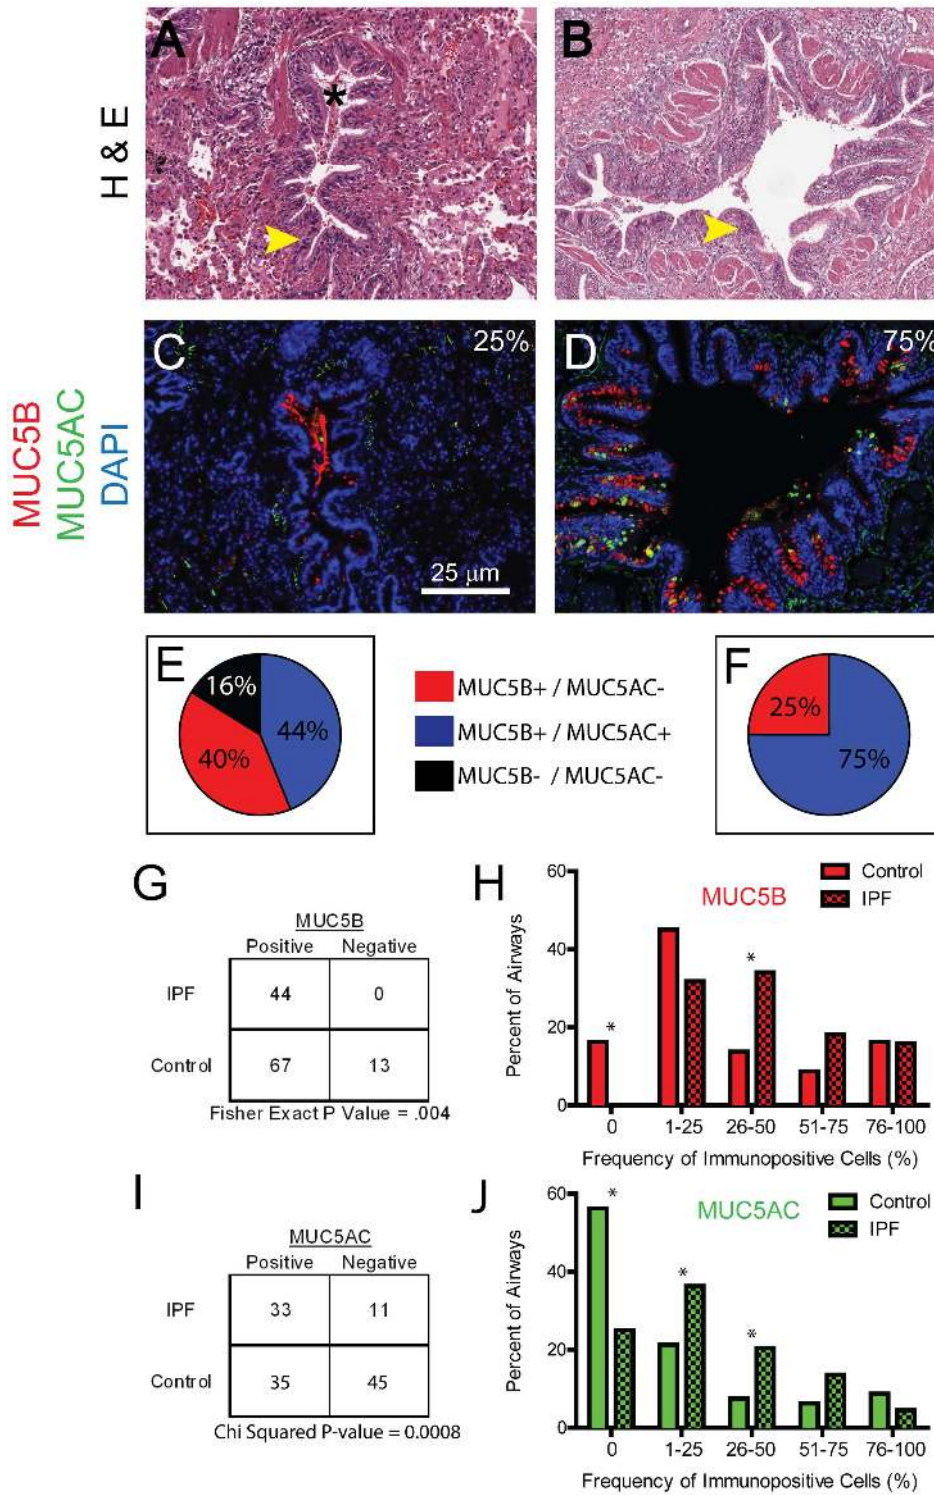 A
B
H & E
*
C
25%
D
75%
MUC5B
MUC5AC
DAPI
25 μm
E
16%
44%
40%
MUC5B+ / MUC5AC-
MUC5B+ / MUC5AC+
MUC5B- / MUC5AC-
F
25%
75%
G
MUC5B
Positive Negative
IPF 44 0
Control 67 13
Fisher Exact P Value = .004
H
MUC5B
Control
IPF
Percent of Airways
60
40
20
0
*
*
0 1-25 26-50 51-75 76-100
Frequency of Immunopositive Cells (%)
I
MUC5AC
Positive Negative
IPF 33 11
Control 35 45
Chi Squared P-value = 0.0008
J
MUC5AC
Control
IPF
Percent of Airways
60
40
20
0
*
*
*
0 1-25 26-50 51-75 76-100
Frequency of Immunopositive Cells (%)